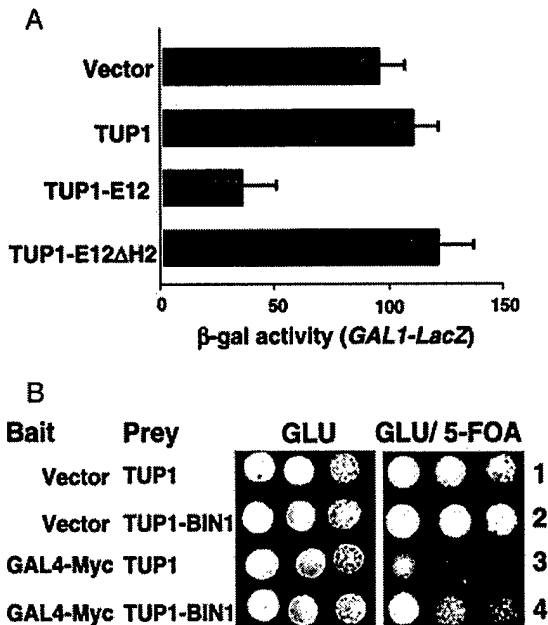 A
Vector
TUP1
TUP1-E12
TUP1-E12ΔH2
0 50 100 150
β-gal activity (GAL1-LacZ)
B
Bait Prey GLU GLU/ 5-FOA
Vector TUP1 1
Vector TUP1-BIN1 2
GAL4-Myc TUP1 3
GAL4-Myc TUP1-BIN1 4